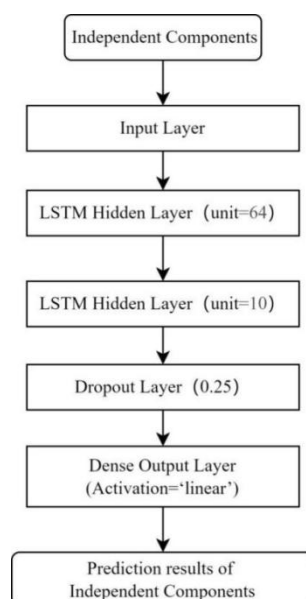 Independent Components
Input Layer
LSTM Hidden Layer (unit=64)
LSTM Hidden Layer (unit=10)
Dropout Layer (0.25)
Dense Output Layer
(Activation=‘linear’)
Prediction results of
Independent Components